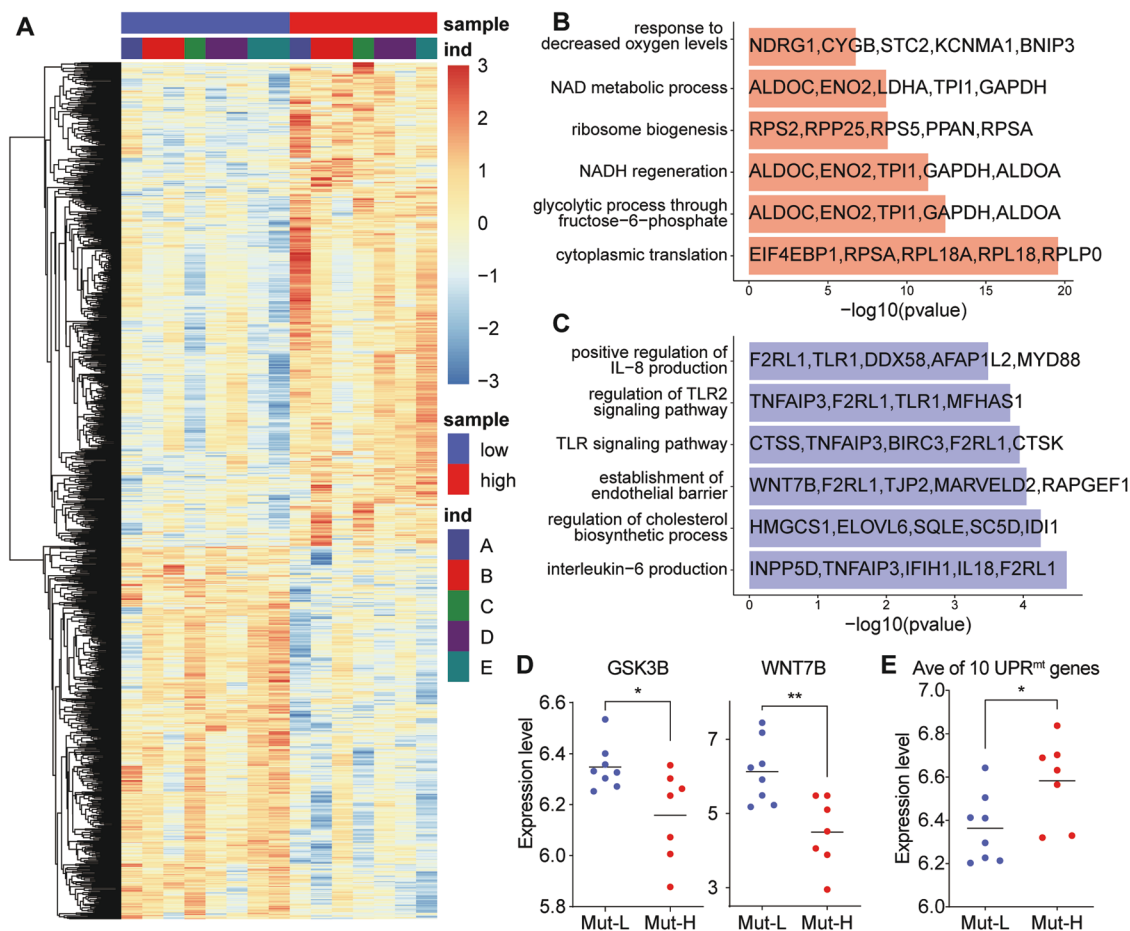 A
sample
ind
3
2
1
0
−1
−2
−3
sample
low
high
ind
A
B
C
D
E
B
response to
decreased oxygen levels
NDRG1,CYGB,STC2,KCNMA1,BNIP3
NAD metabolic process
ALDOC,ENO2,LDHA,TPI1,GAPDH
ribosome biogenesis
RPS2,RPP25,RPS5,PPAN,RPSA
NADH regeneration
ALDOC,ENO2,TPI1,GAPDH,ALDOA
glycolytic process through
fructose−6−phosphate
ALDOC,ENO2,TPI1,GAPDH,ALDOA
cytoplasmic translation
EIF4EBP1,RPSA,RPL18A,RPL18,RPLP0
0 5 10 15 20
−log10(pvalue)
C
positive regulation of
IL−8 production
F2RL1,TLR1,DDX58,AFAP1L2,MYD88
regulation of TLR2
signaling pathway
TNFAIP3,F2RL1,TLR1,MFHAS1
TLR signaling pathway
CTSS,TNFAIP3,BIRC3,F2RL1,CTSK
establishment of
endothelial barrier
WNT7B,F2RL1,TJP2,MARVELD2,RAPGEF1
regulation of cholesterol
biosynthetic process
HMGCS1,ELOVL6,SQLE,SC5D,IDI1
interleukin−6 production
INPP5D,TNFAIP3,IFIH1,IL18,F2RL1
0 1 2 3 4
−log10(pvalue)
D
GSK3B
*
Expression level
6.6
6.4
6.2
6.0
5.8
Mut-L Mut-H
WNT7B
**
7
5
3
Mut-L Mut-H
E
Ave of 10 UPRmt genes
*
Expression level
7.0
6.8
6.6
6.4
6.2
6.0
Mut-L Mut-H